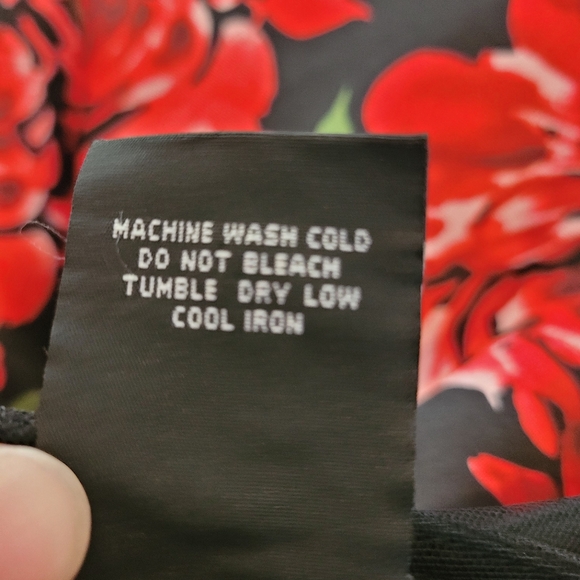 MACHINE WASH COLD
DO NOT BLEACH
TUMBLE DRY LOW
COOL IRON